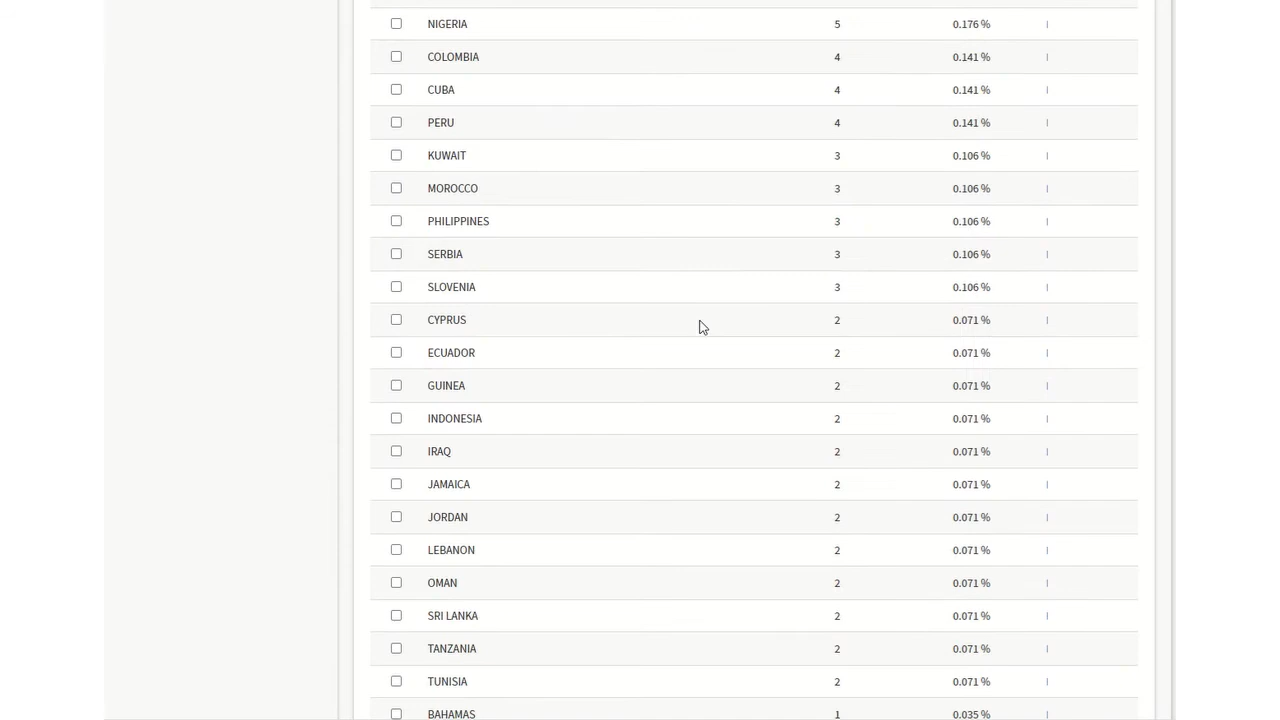 NIGERIA 5 0.176 %
COLOMBIA 4 0.141 %
CUBA 4 0.141 %
PERU 4 0.141 %
KUWAIT 3 0.106 %
MOROCCO 3 0.106 %
PHILIPPINES 3 0.106 %
SERBIA 3 0.106 %
SLOVENIA 3 0.106 %
CYPRUS 2 0.071 %
ECUADOR 2 0.071 %
GUINEA 2 0.071 %
INDONESIA 2 0.071 %
IRAQ 2 0.071 %
JAMAICA 2 0.071 %
JORDAN 2 0.071 %
LEBANON 2 0.071 %
OMAN 2 0.071 %
SRI LANKA 2 0.071 %
TANZANIA 2 0.071 %
TUNISIA 2 0.071 %
BAHAMAS 1 0.035 %